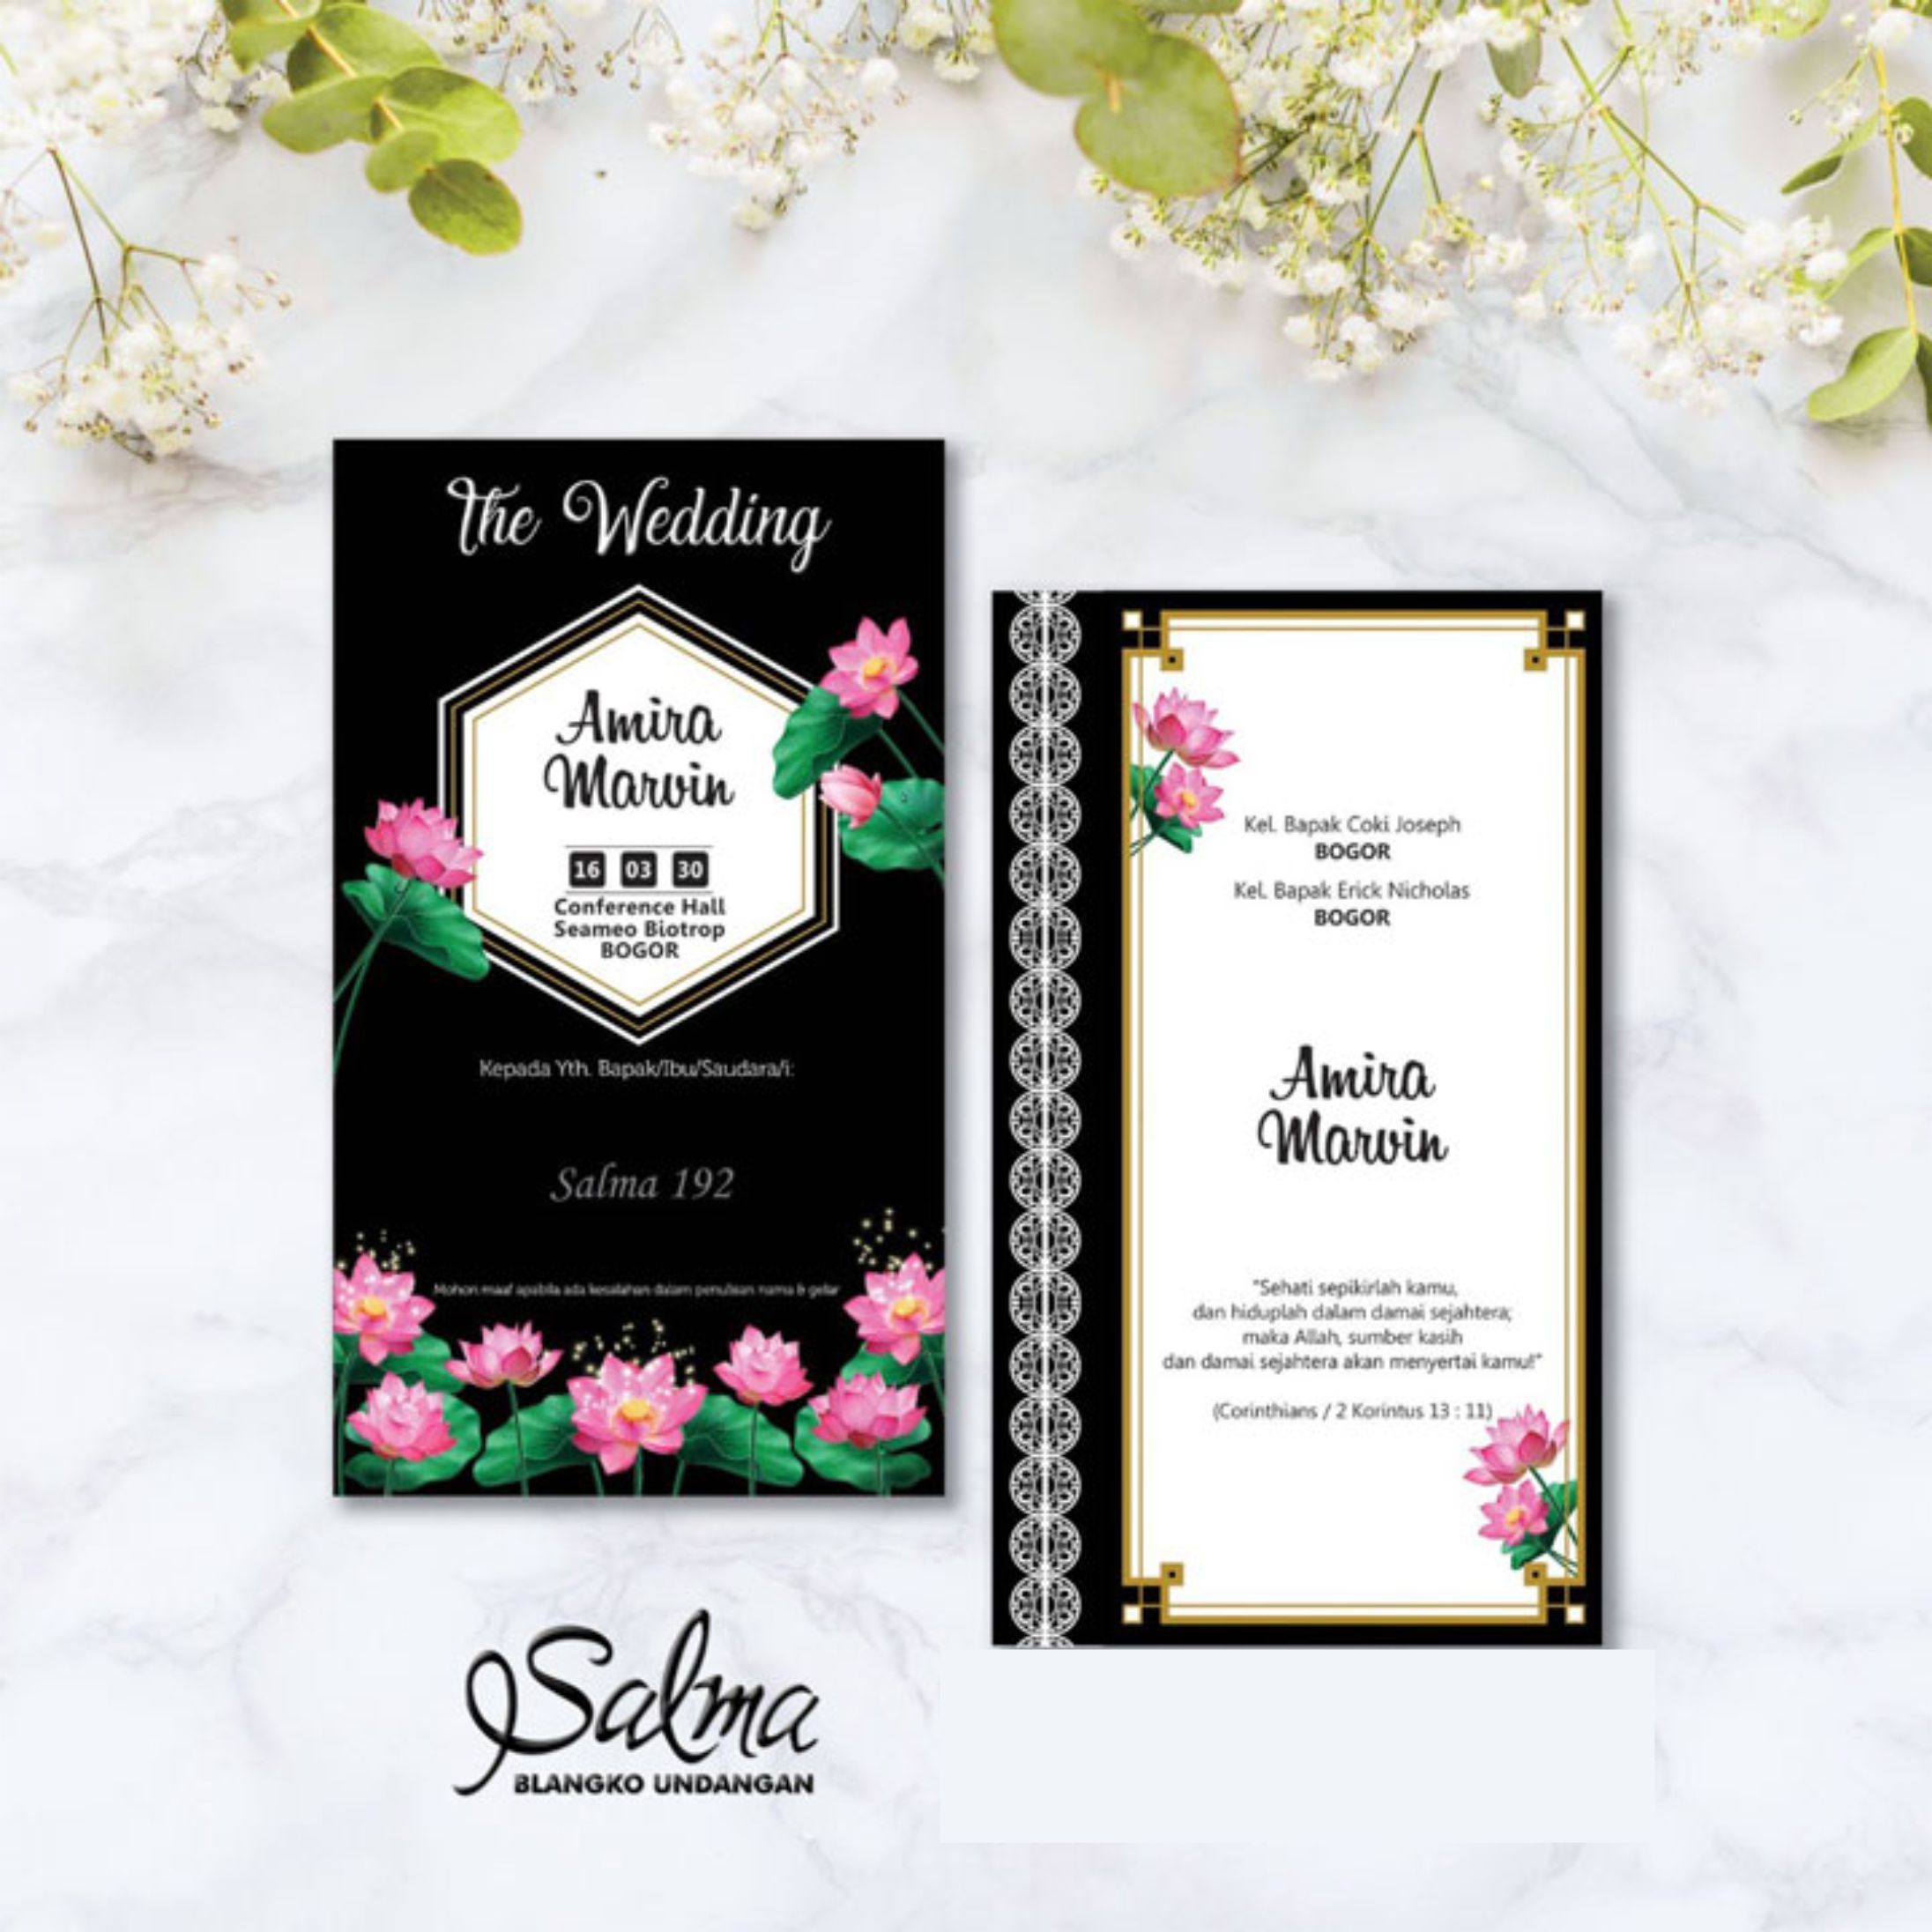 The Wedding
Amira
Marvin
16 03 30
Conference Hall
Seameo Biotrop
BOGOR
Kepada Yth. Bapak/Ibu/Saudara/i:
Salma 192
Mohon maaf apabila ada kesalahan dalam penulisan nama & gelar
Kel. Bapak Coki Joseph
BOGOR
Kel. Bapak Erick Nicholas
BOGOR
Amira
Marvin
"Sehati sepikirlah kamu,
dan hiduplah dalam damai sejahtera;
maka Allah, sumber kasih
dan damai sejahtera akan menyertai kamu!"
(Corinthians / 2 Korintus 13 : 11)
Salma
BLANGKO UNDANGAN